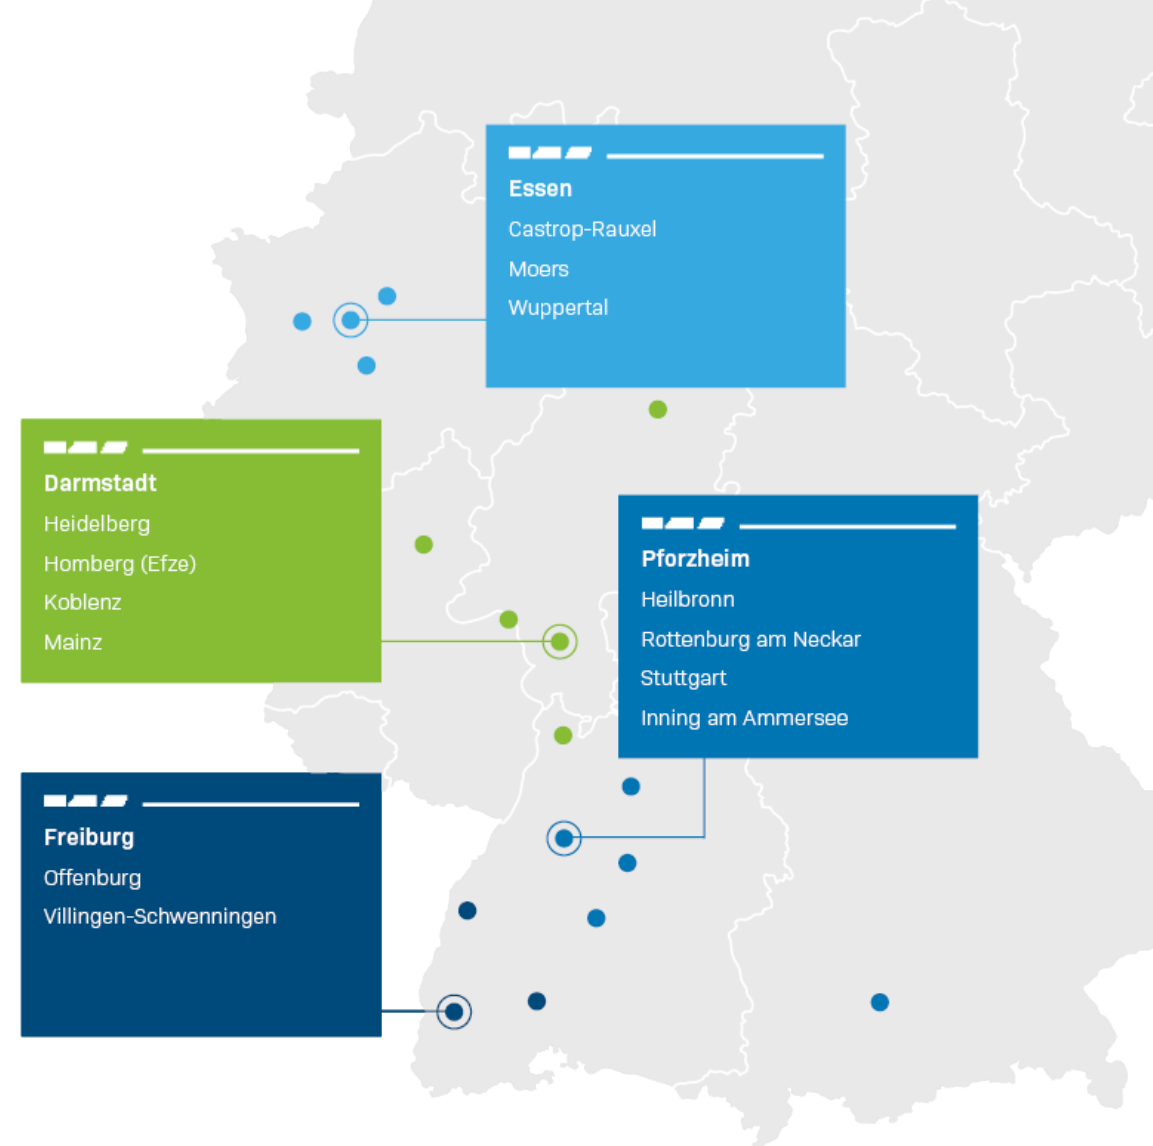 Essen
Castrop-Rauxel
Moers
Wuppertal
Darmstadt
Heidelberg
Homberg (Efze)
Koblenz
Mainz
Pforzheim
Heilbronn
Rottenburg am Neckar
Stuttgart
Inning am Ammersee
Freiburg
Offenburg
Villingen-Schwenningen